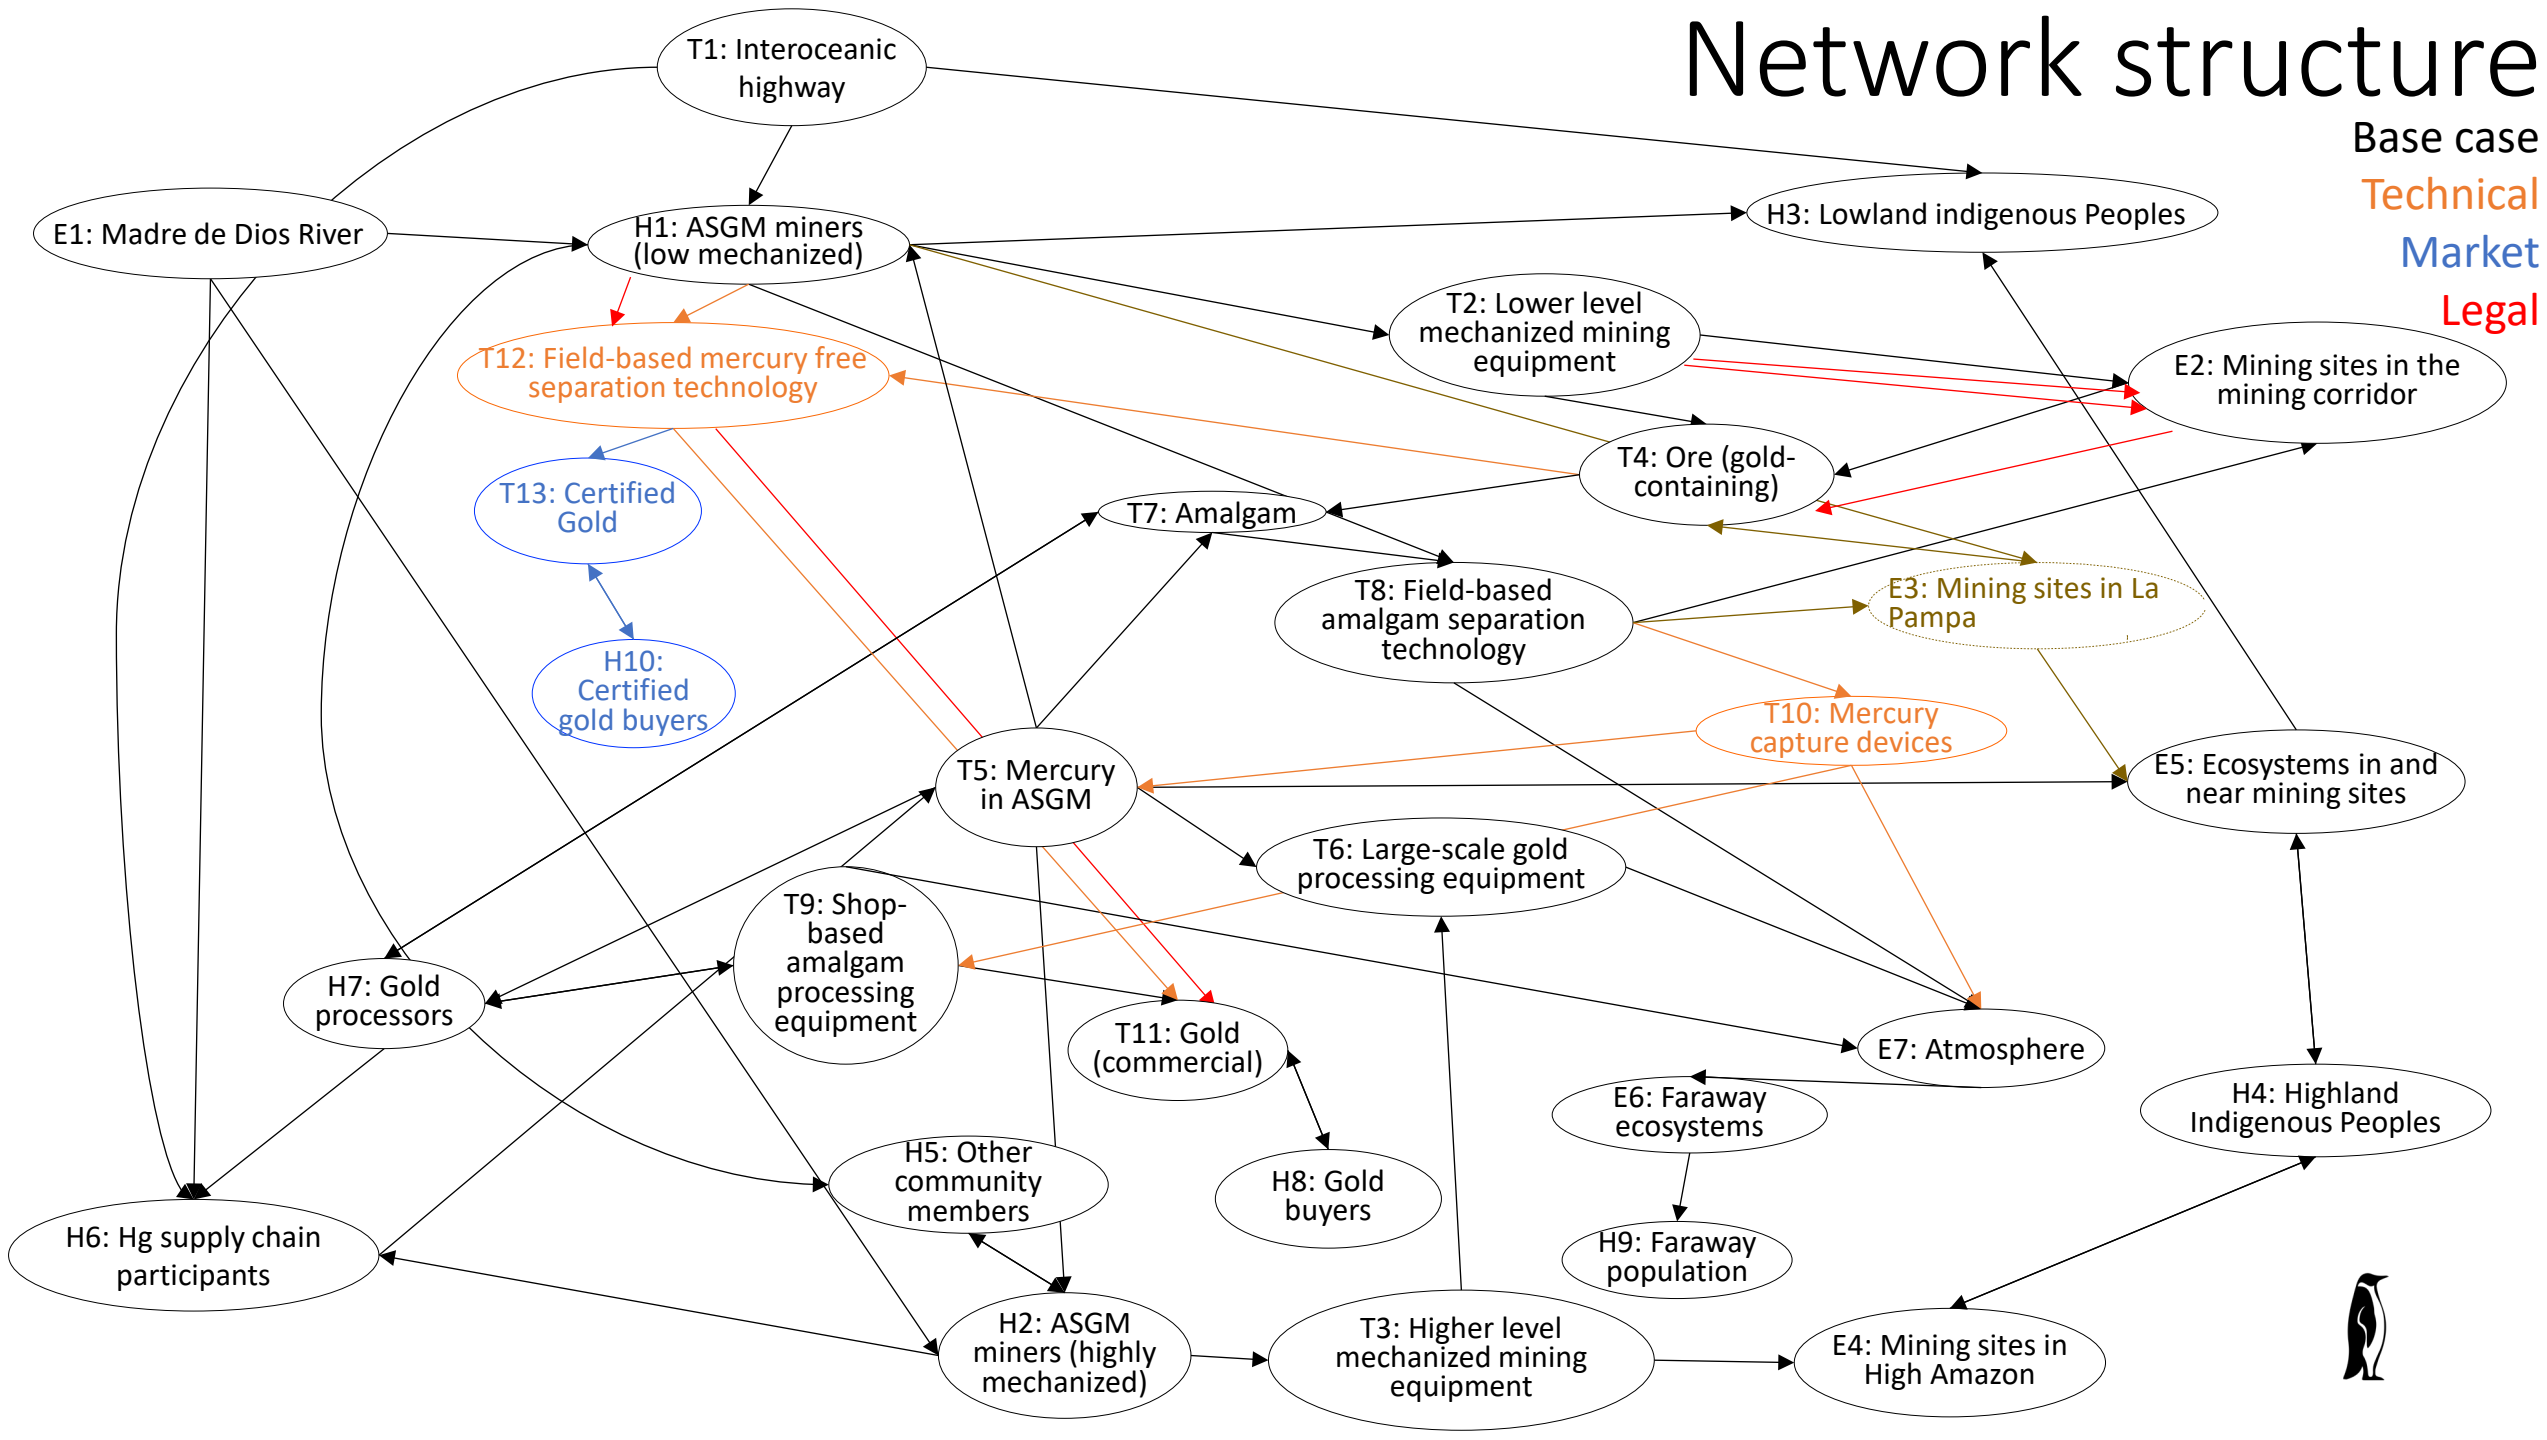 Network structure
Base case
Technical
Market
Legal
T1: Interoceanic
highway
E1: Madre de Dios River
H1: ASGM miners
(low mechanized)
H3: Lowland indigenous Peoples
T2: Lower level
mechanized mining
equipment
E2: Mining sites in the
mining corridor
T12: Field-based mercury free
separation technology
T4: Ore (gold-
containing)
T13: Certified
Gold
T7: Amalgam
T8: Field-based
amalgam separation
technology
E3: Mining sites in La
Pampa
H10:
Certified
gold buyers
T10: Mercury
capture devices
T5: Mercury
in ASGM
E5: Ecosystems in and
near mining sites
T6: Large-scale gold
processing equipment
T9: Shop-
based
amalgam
processing
equipment
H7: Gold
processors
T11: Gold
(commercial)
E7: Atmosphere
E6: Faraway
ecosystems
H4: Highland
Indigenous Peoples
H5: Other
community
members
H8: Gold
buyers
H6: Hg supply chain
participants
H9: Faraway
population
H2: ASGM
miners (highly
mechanized)
T3: Higher level
mechanized mining
equipment
E4: Mining sites in
High Amazon